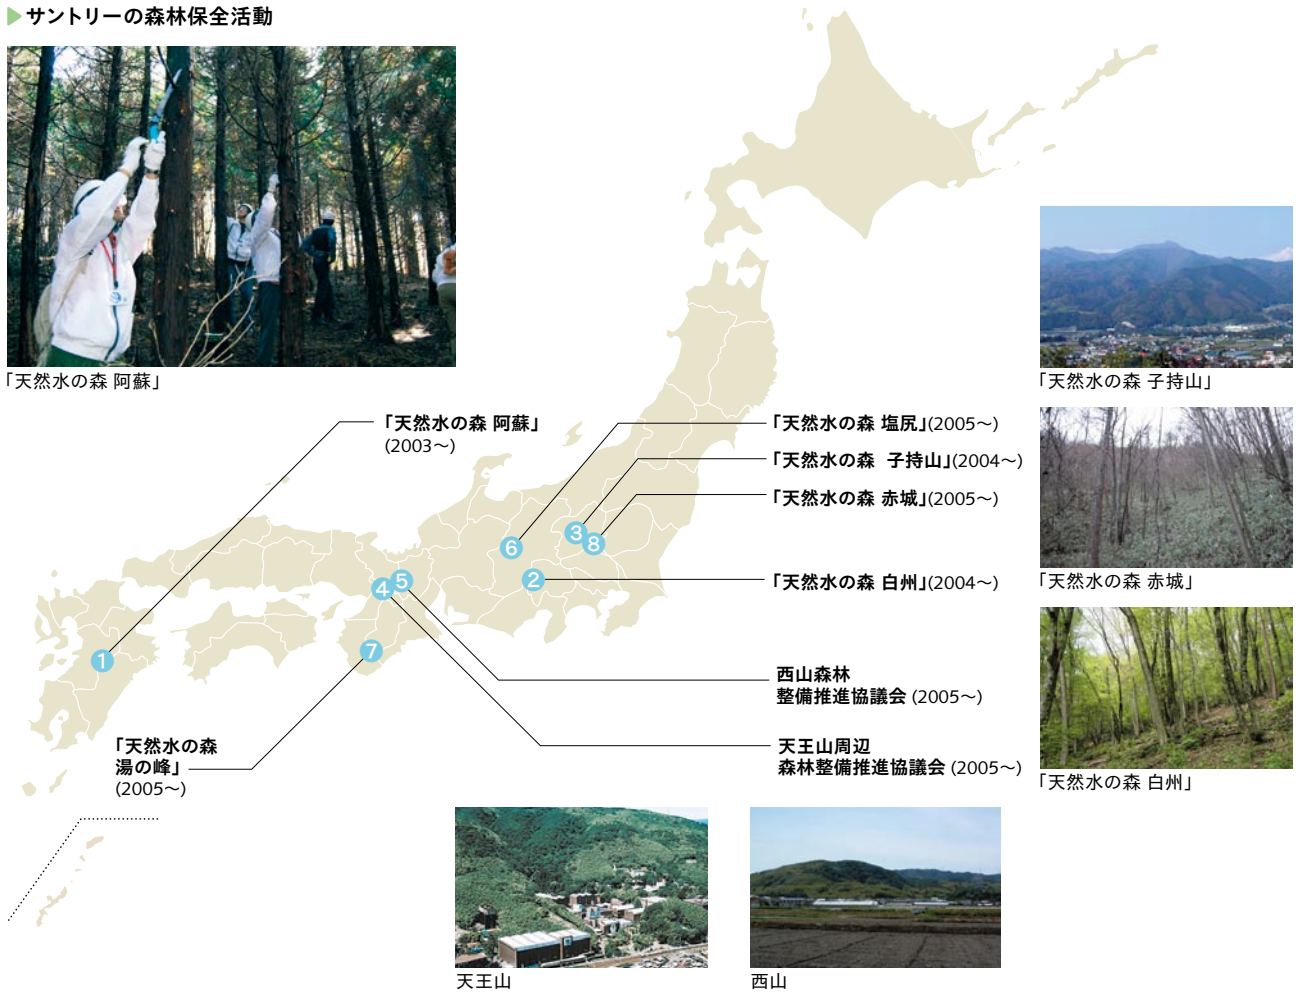 サントリーの森林保全活動
「天然水の森 阿蘇」
「天然水の森 子持山」
「天然水の森 阿蘇」
(2003〜)
「天然水の森 塩尻」(2005〜)
「天然水の森 子持山」(2004〜)
「天然水の森 赤城」(2005〜)
3
8
6
「天然水の森 赤城」
2
「天然水の森 白州」(2004〜)
4
5
7
1
西山森林
整備推進協議会 (2005〜)
「天然水の森
湯の峰」
(2005〜)
天王山周辺
森林整備推進協議会 (2005〜)
「天然水の森 白州」
天王山
西山